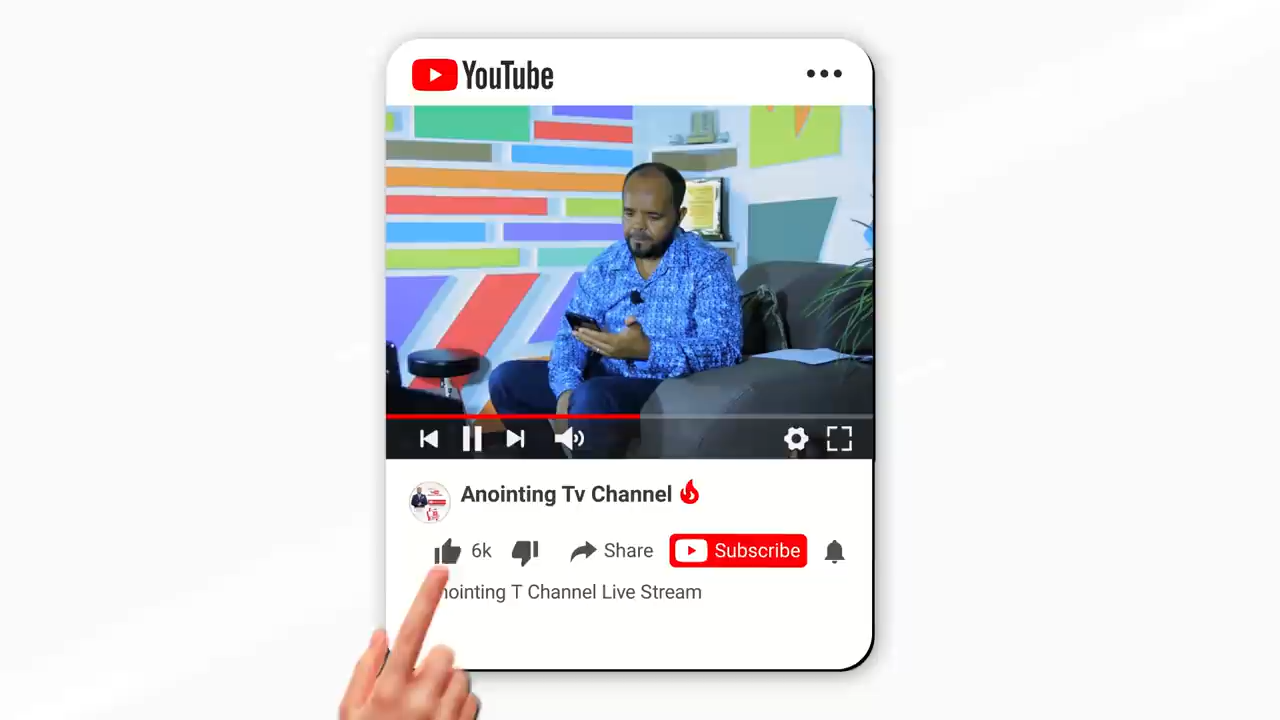 YouTube
Anointing Tv Channel
6k
Share
Subscribe
nointing T Channel Live Stream